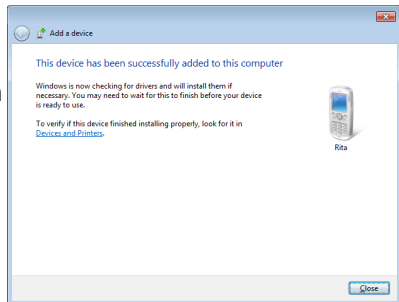 Add a device
This device has been successfully added to this computer
Windows is now checking for drivers and will install them if
necessary. You may need to wait for this to finish before your device
is ready to use.
To verify if this device finished installing properly, look for it in
Devices and Printers.
Rita
Close